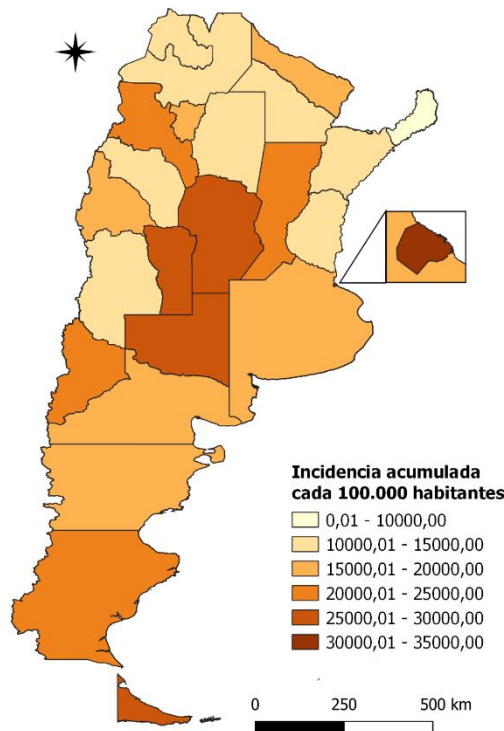 Incidencia acumulada
cada 100.000 habitantes
0,01 - 10000,00
10000,01 - 15000,00
15000,01 - 20000,00
20000,01 - 25000,00
25000,01 - 30000,00
30000,01 - 35000,00
0 250 500 km